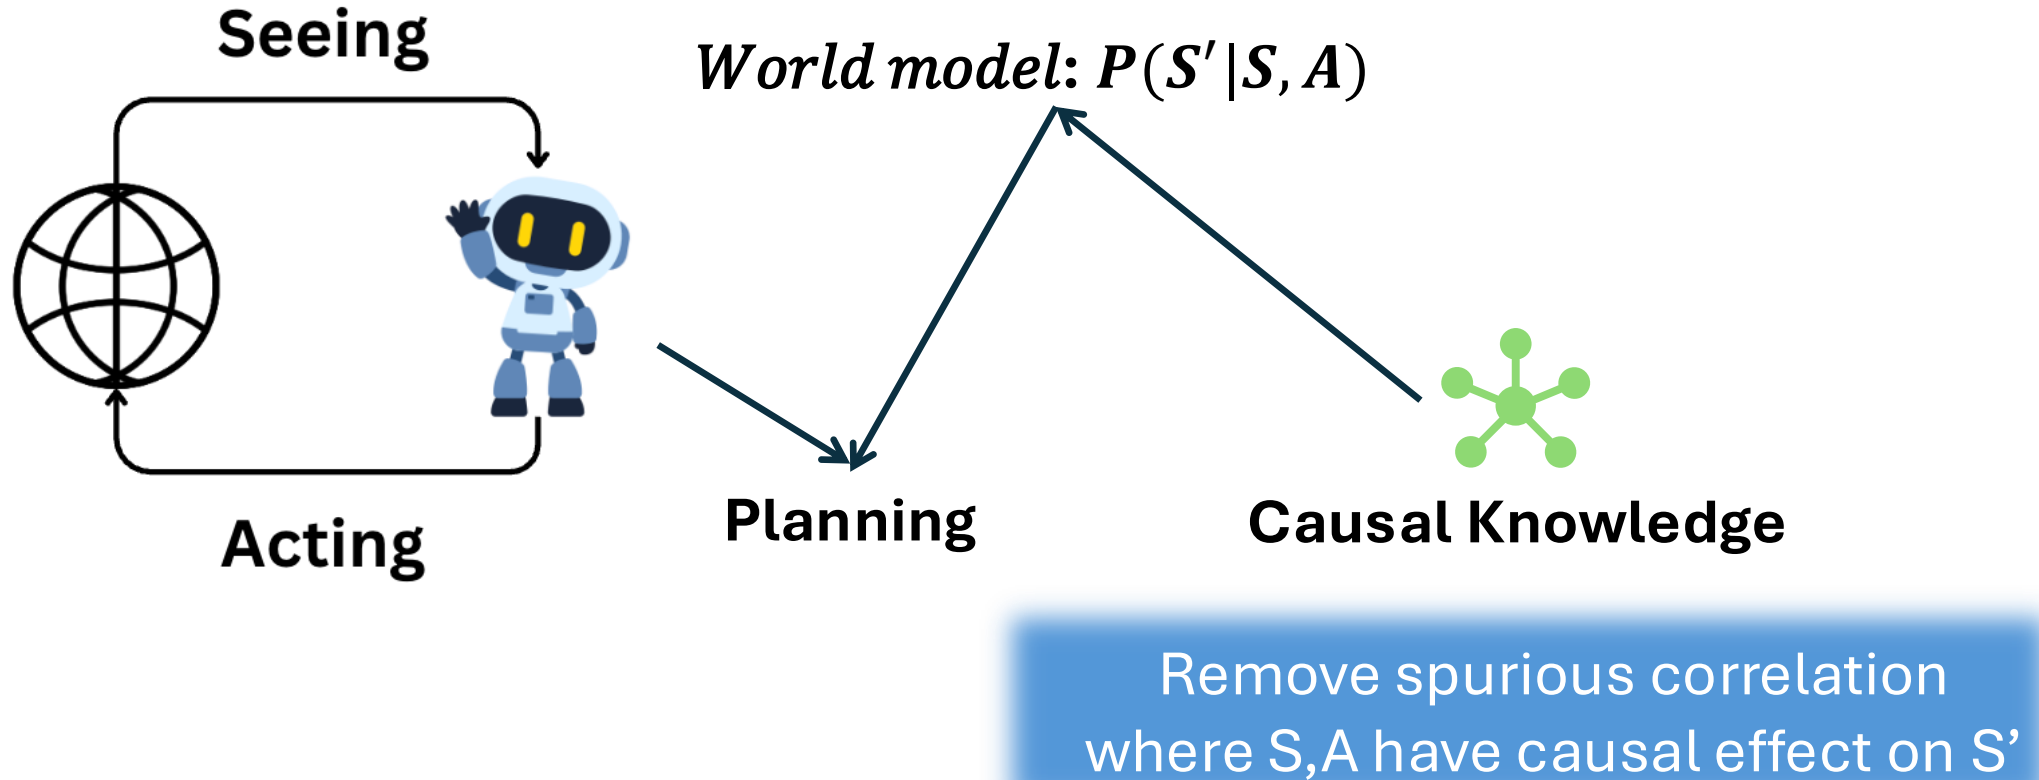 Seeing
World model: P(S′|S, A)
Acting
Planning
Causal Knowledge
Remove spurious correlation
where S,A have causal effect on S’